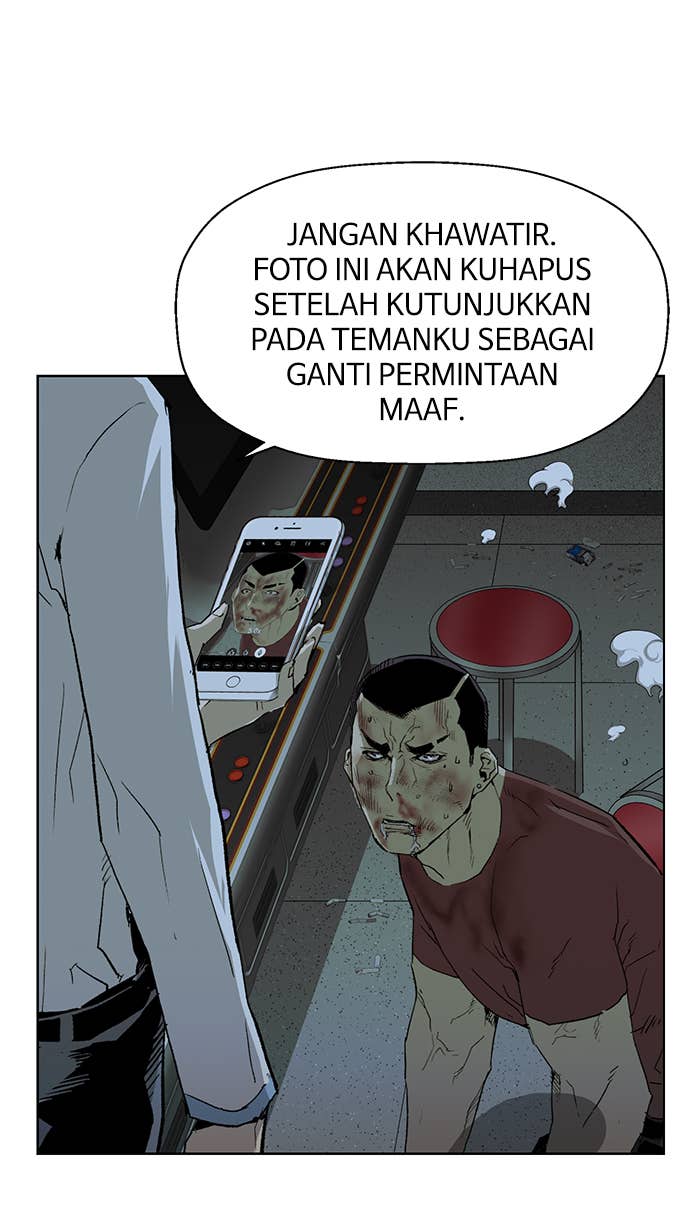 JANGAN KHAWATIR.
FOTO INI AKAN KUHAPUS
SETELAH KUTUNJUKKAN
PADA TEMANKU SEBAGAI
GANTI PERMINTAAN
MAAF.